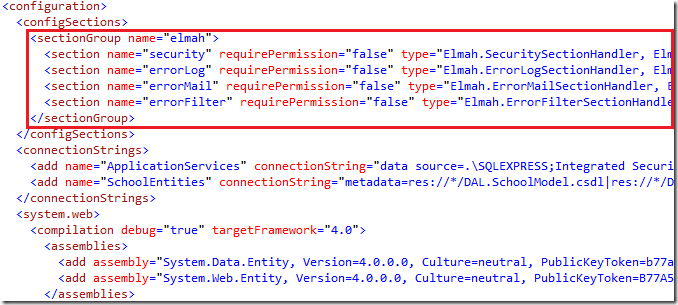 <configuration>
<configSections>
<sectionGroup name="elmah">
<section name="security" requirePermission="false" type="Elmah.SecuritySectionHandler, Elm
<section name="errorLog" requirePermission="false" type="Elmah.ErrorLogSectionHandler, Elm
<section name="errorMail" requirePermission="false" type="Elmah.ErrorMailSectionHandler, E
<section name="errorFilter" requirePermission="false" type="Elmah.ErrorFilterSectionHandle
</sectionGroup>
</configSections>
<connectionStrings>
<add name="ApplicationServices" connectionString="data source=.\SQLEXPRESS;Integrated Securi
<add name="SchoolEntities" connectionString="metadata=res://*/DAL.SchoolModel.csdl|res://*/D
</connectionStrings>
<system.web>
<compilation debug="true" targetFramework="4.0">
<assemblies>
<add assembly="System.Data.Entity, Version=4.0.0.0, Culture=neutral, PublicKeyToken=b77a
<add assembly="System.Web.Entity, Version=4.0.0.0, Culture=neutral, PublicKeyToken=B77A5
</assemblies>